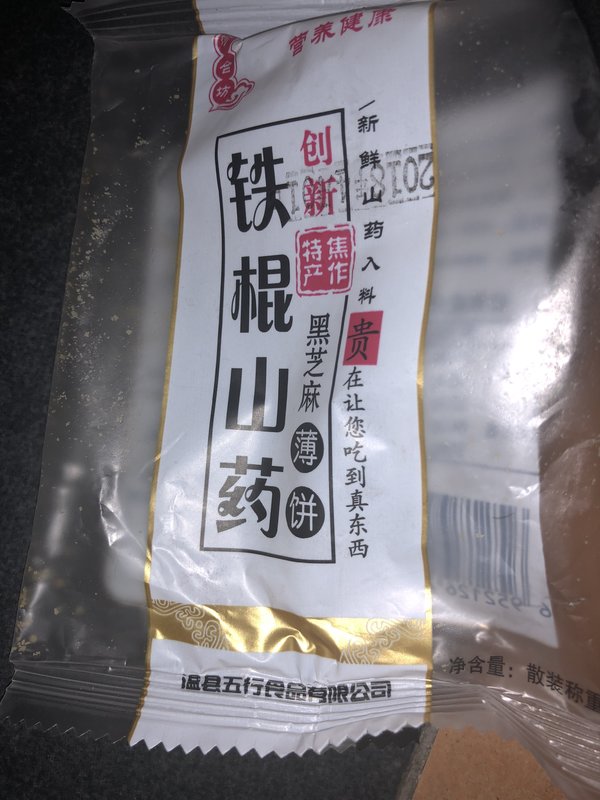 营养健康
合坊
铁棍山药
创新
焦作
特产
黑芝麻薄饼
新鲜山药入料
贵在让您吃到真东西
温县五行食品有限公司
净含量：散装称重